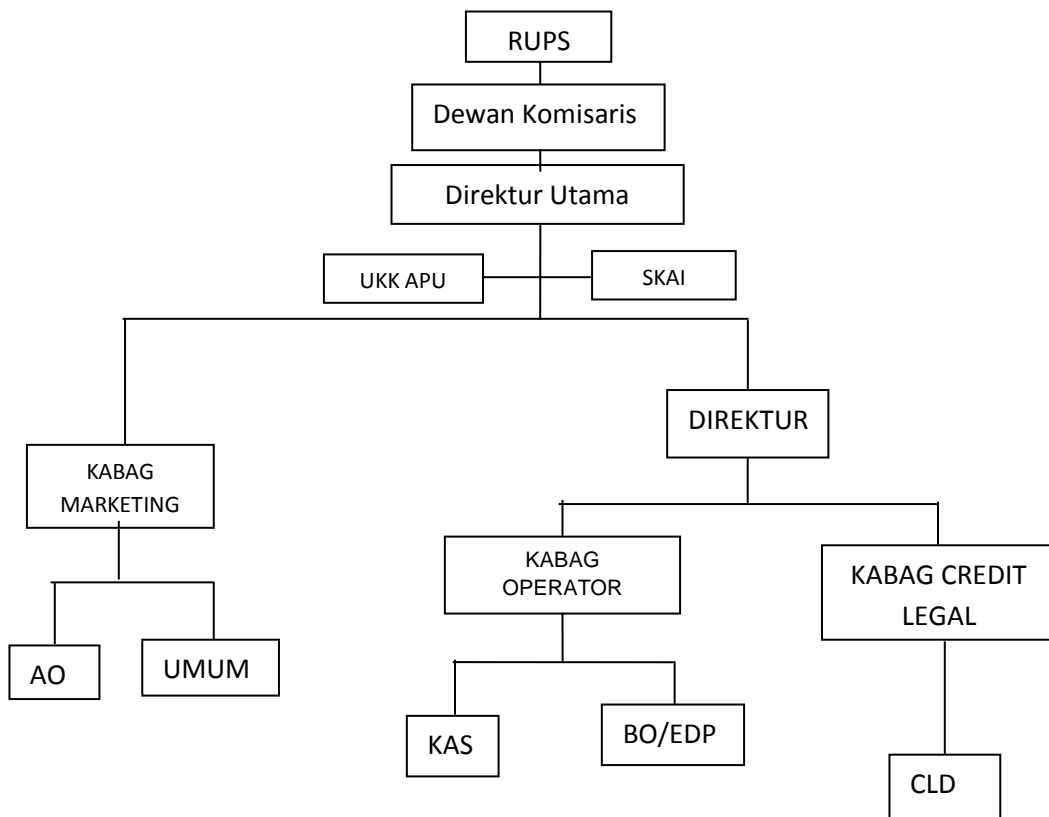 RUPS
Dewan Komisaris
Direktur Utama
UKK APU
SKAI
DIREKTUR
KABAG
MARKETING
KABAG
OPERATOR
KABAG CREDIT
LEGAL
AO
UMUM
KAS
BO/EDP
CLD